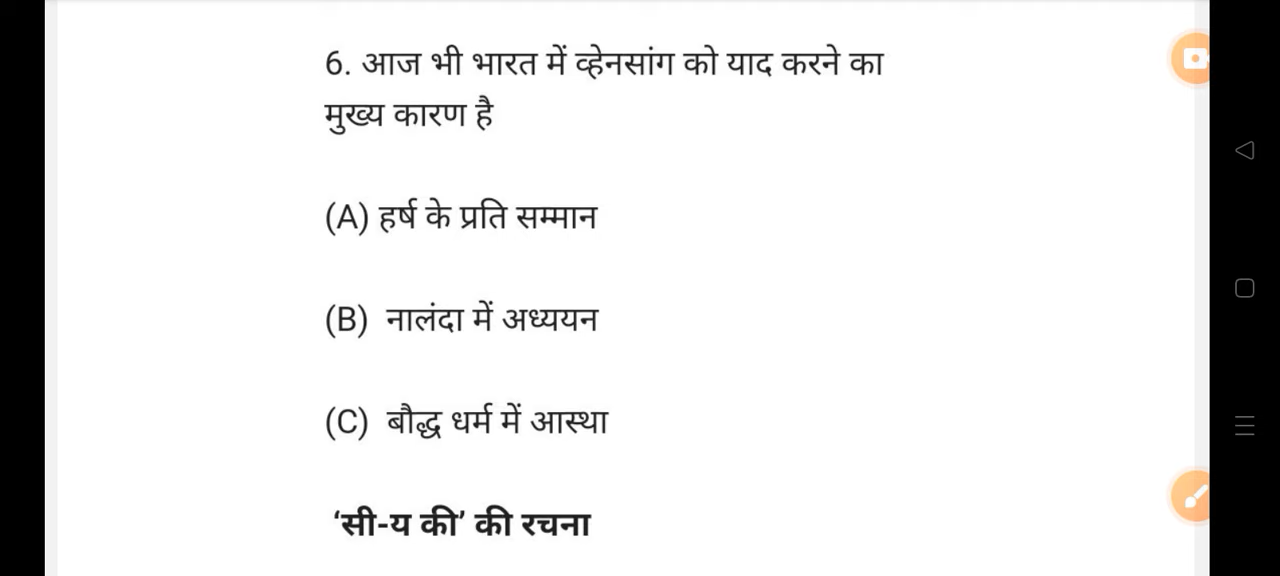 6. आज भी भारत में व्हेनसांग को याद करने का
मुख्य कारण है
(A) हर्ष के प्रति सम्मान
(B) नालंदा में अध्ययन
(C) बौद्ध धर्म में आस्था
‘सी-य की’ की रचना